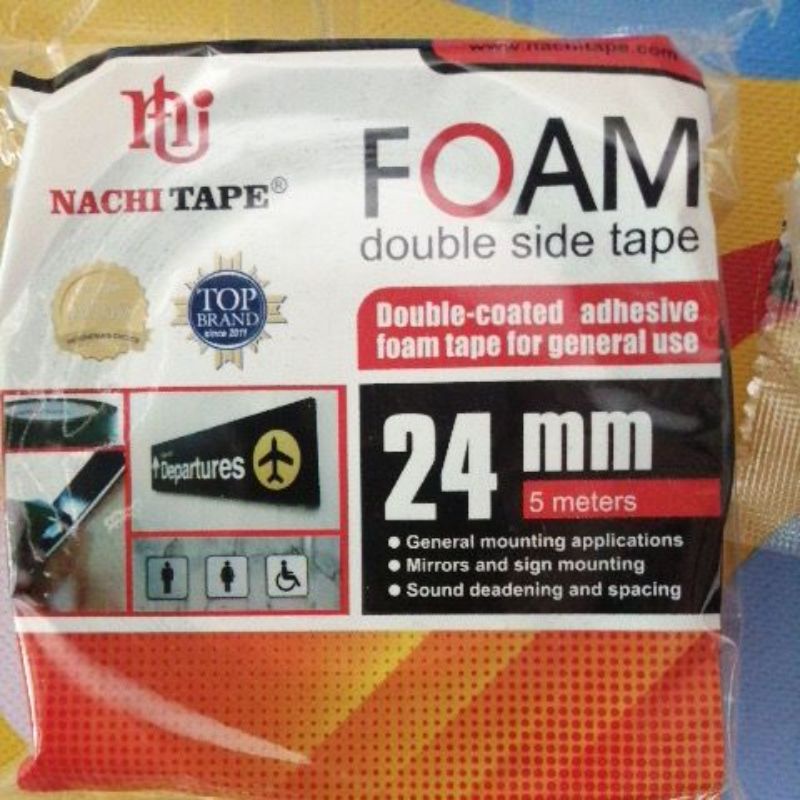 www.nachitape.com
NACHI TAPE®
FOAM
double side tape
TOP
BRAND
since 2011
Double-coated adhesive
foam tape for general use
Departures
24 mm
5 meters
General mounting applications
Mirrors and sign mounting
Sound deadening and spacing